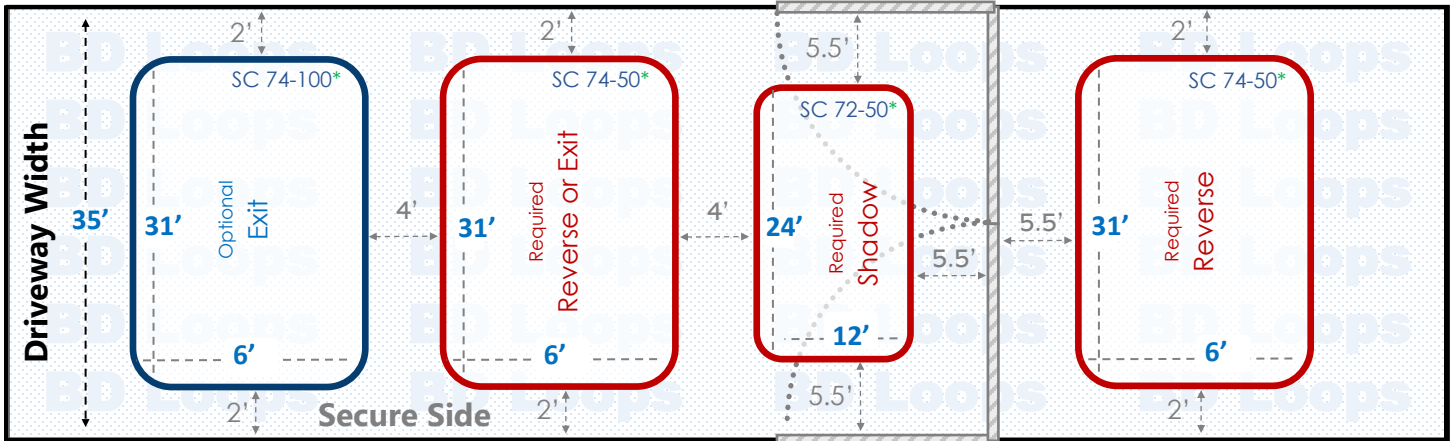 Driveway Width
35’
2’
SC 74-100*
31’
Optional
Exit
6’
2’
4’
2’
SC 74-50*
31’
Required
Reverse or Exit
6’
2’
4’
5.5’
SC 72-50*
24’
Required
Shadow
12’
5.5’
5.5’
5.5’
2’
SC 74-50*
31’
Required
Reverse
6’
2’
Secure Side
BD Loops